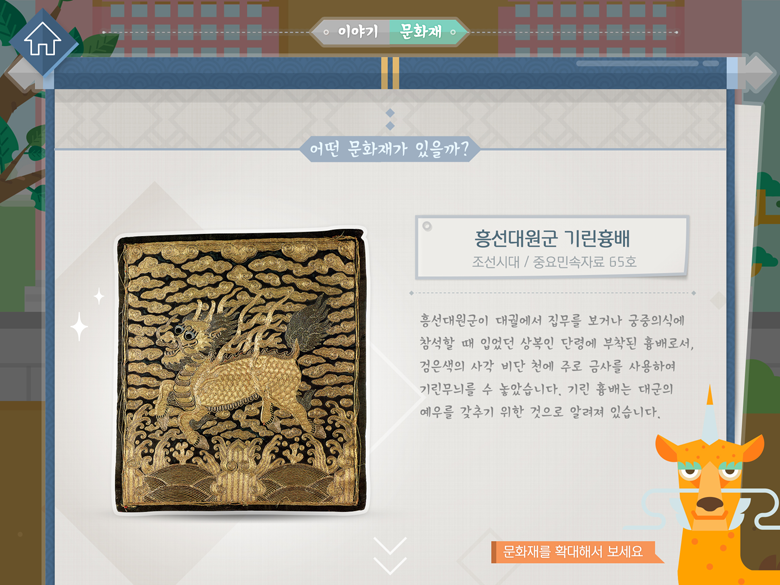 이야기 문화재
어떤 문화재가 있을까?
흥선대원군 기린흉배
조선시대 / 중요민속자료 65호
흥선대원군이 대궐에서 집무를 보거나 궁중의식에
참석할 때 입었던 상복인 단령에 부착된 흉배로서,
검은색의 사각 비단 천에 주로 금사를 사용하여
기린무늬를 수 놓았습니다. 기린 흉배는 대군의
예우를 갖추기 위한 것으로 알려져 있습니다.
문화재를 확대해서 보세요